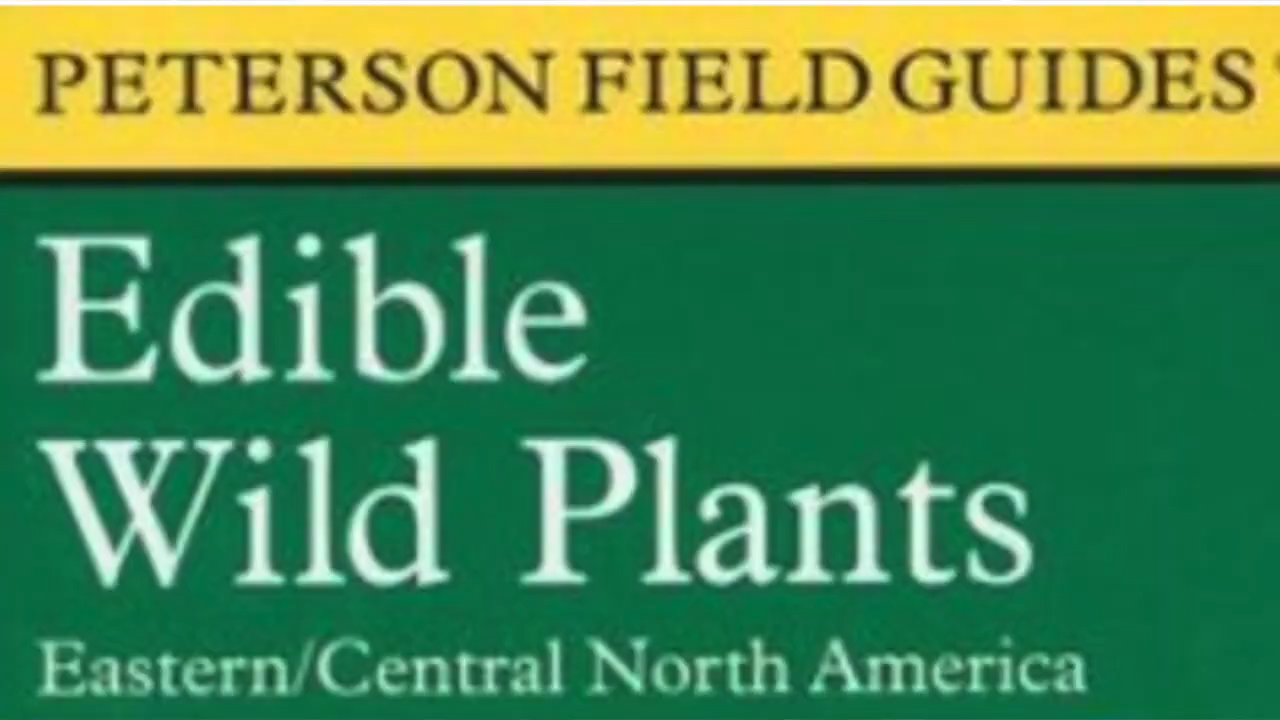 PETERSON FIELD GUIDES
Edible
Wild Plants
Eastern/Central North America